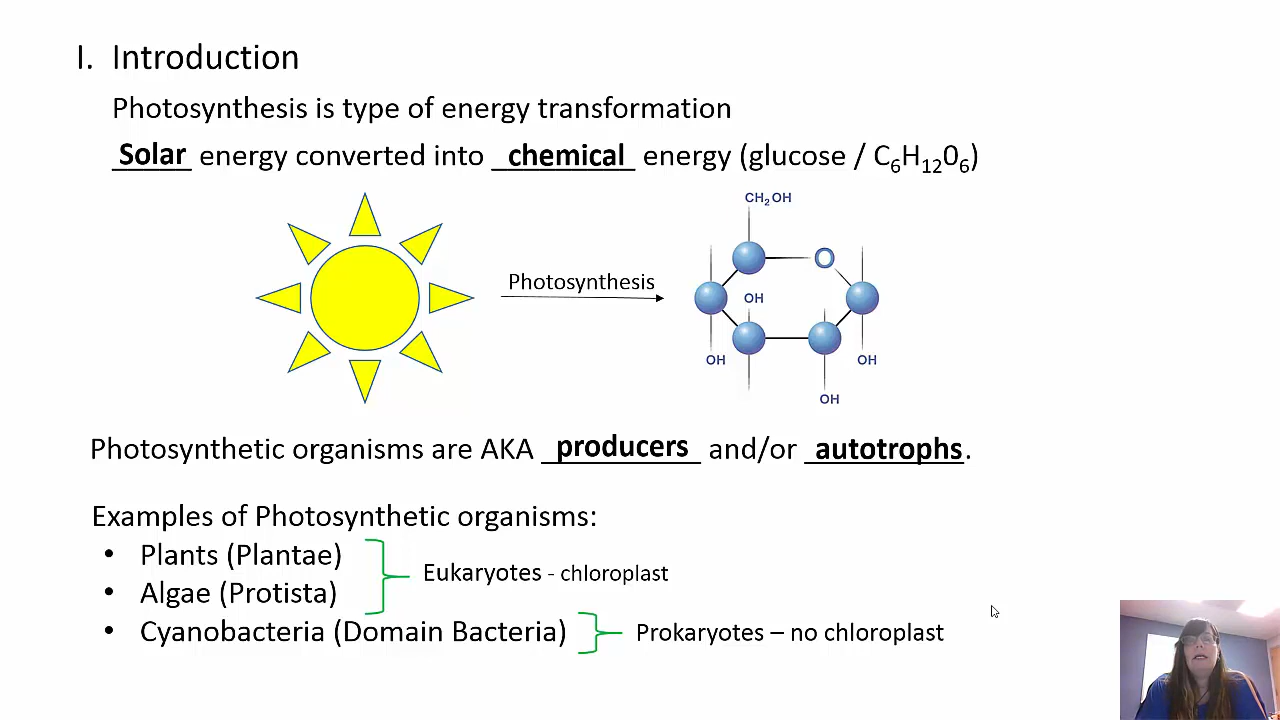 I. Introduction
Photosynthesis is type of energy transformation
Solar energy converted into chemical energy (glucose / C₆H₁₂0₆)
CH₂OH
O
Photosynthesis
OH
OH
OH
OH
Photosynthetic organisms are AKA producers and/or autotrophs.
Examples of Photosynthetic organisms:
• Plants (Plantae)
Eukaryotes - chloroplast
• Algae (Protista)
• Cyanobacteria (Domain Bacteria)
Prokaryotes – no chloroplast